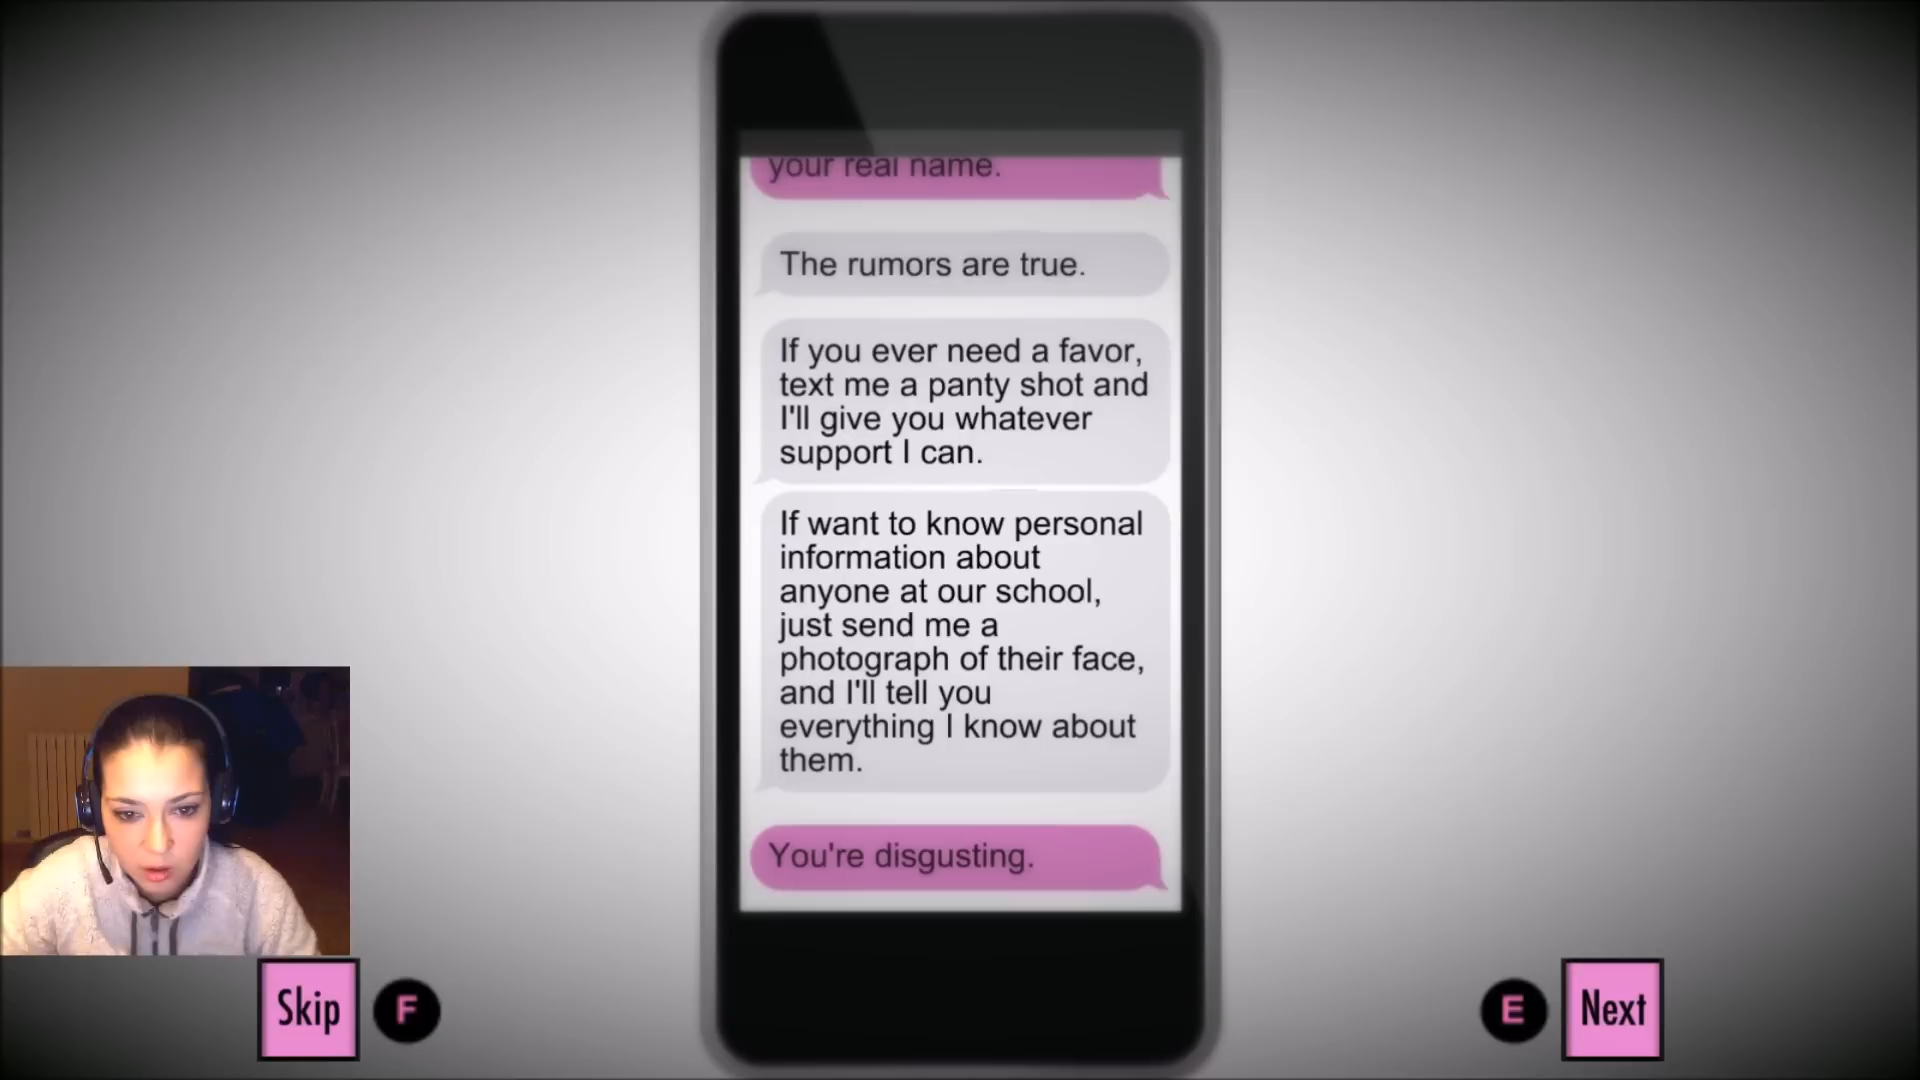 your real name.
The rumors are true.
If you ever need a favor,
text me a panty shot and
I'll give you whatever
support I can.
If want to know personal
information about
anyone at our school,
just send me a
photograph of their face,
and I'll tell you
everything I know about
them.
You're disgusting.
Skip F
E Next